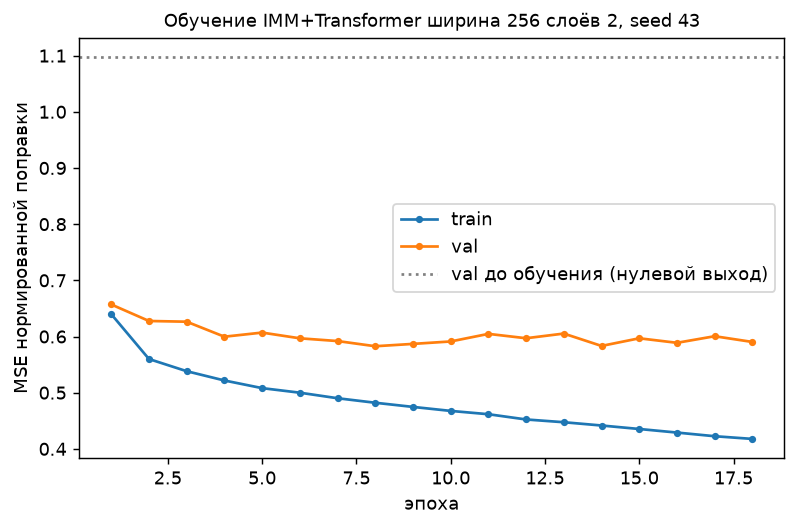 Обучение IMM+Transformer ширина 256 слоёв 2, seed 43
MSE нормированной поправки
1.1
1.0
0.9
0.8
0.7
0.6
0.5
0.4
train
val
val до обучения (нулевой выход)
2.5 5.0 7.5 10.0 12.5 15.0 17.5
эпоха